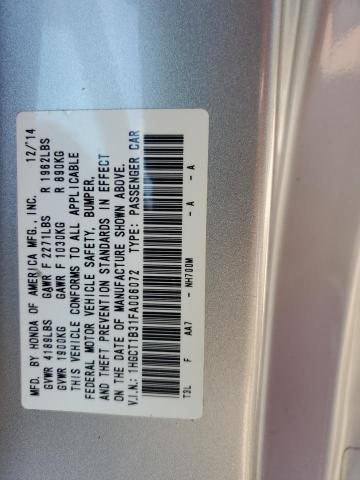 MFD. BY HONDA OF AMERICA MFG., INC. 12/'14
GVWR 4189LBS GAWR F 2271LBS R 1962LBS
GVWR 1900KG GAWR F 1030KG R 890KG
THIS VEHICLE CONFORMS TO ALL APPLICABLE
FEDERAL MOTOR VEHICLE SAFETY, BUMPER,
AND THEFT PREVENTION STANDARDS IN EFFECT
ON THE DATE OF MANUFACTURE SHOWN ABOVE.
V.I.N.: 1HGCT1B31FA006072 TYPE: PASSENGER CAR
T3L F AA7 - NH700M - A - A